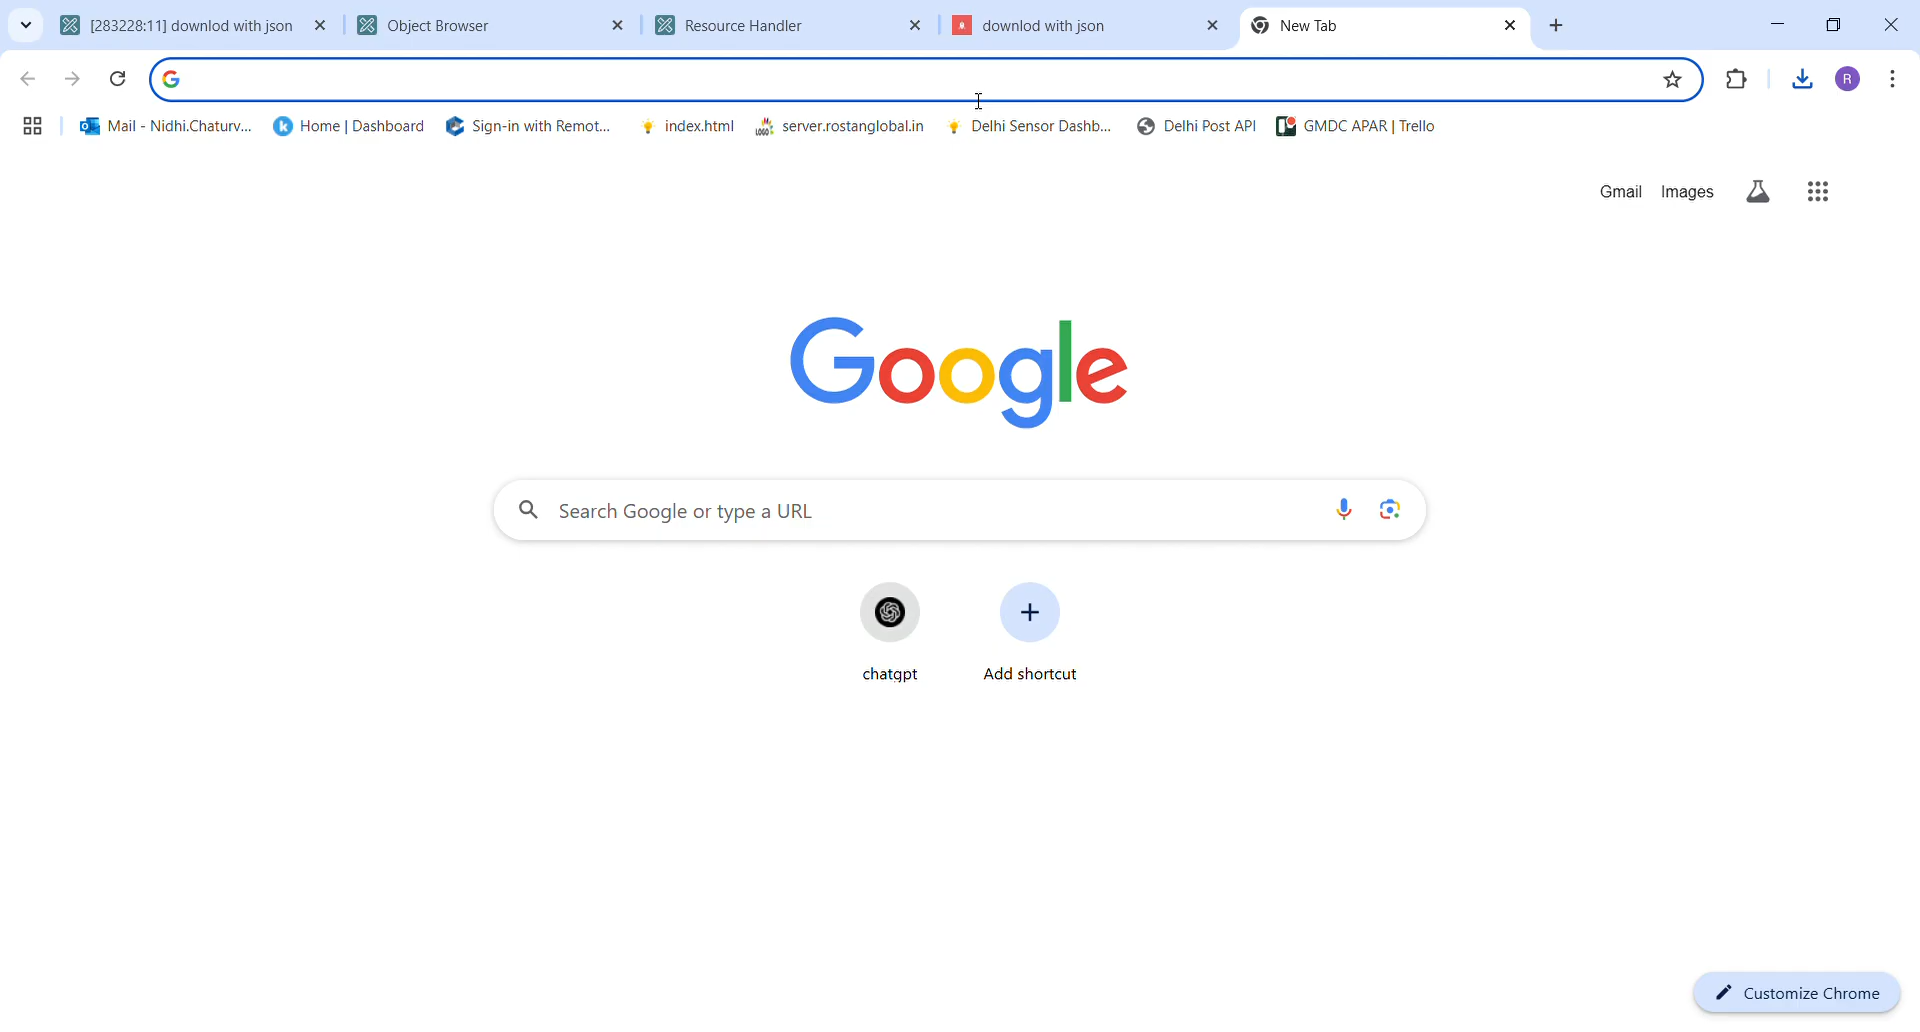 [283228:11] downlod with json
Object Browser
Resource Handler
downlod with json
New Tab
R
Mail - Nidhi.Chaturv...
Home | Dashboard
Sign-in with Remot...
index.html
server.rostanglobal.in
Delhi Sensor Dashb...
Delhi Post API
GMDC APAR | Trello
Gmail
Images
Google
Search Google or type a URL
chatgpt
Add shortcut
Customize Chrome